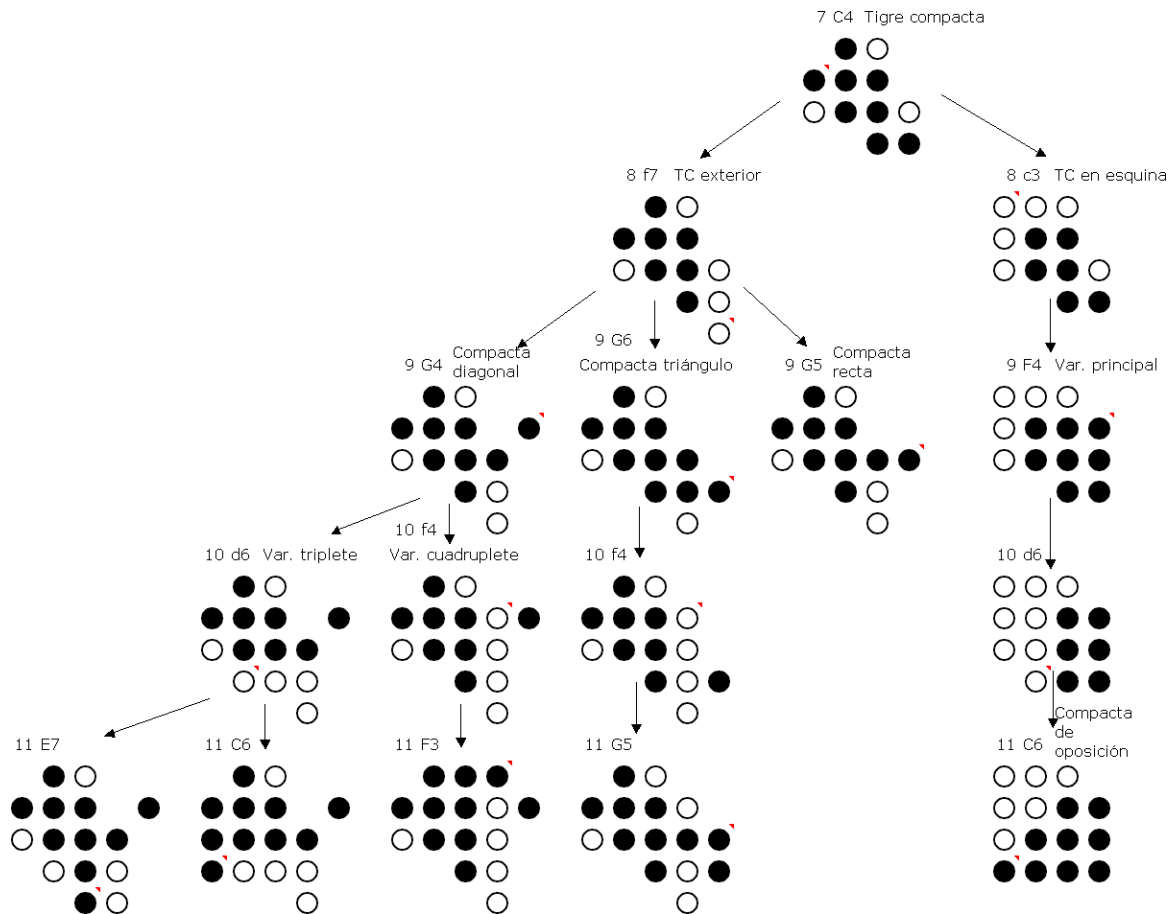 7 C4 Tigre compacta
8 f7 TC exterior
8 c3 TC en esquina
9 G4 Compacta
diagonal
9 G6
Compacta triángulo
9 G5 Compacta
recta
9 F4 Var. principal
10 d6 Var. triplete
10 f4
Var. cuadruplete
10 f4
10 d6
11 E7
11 C6
11 F3
11 G5
11 C6
Compacta
de
oposición